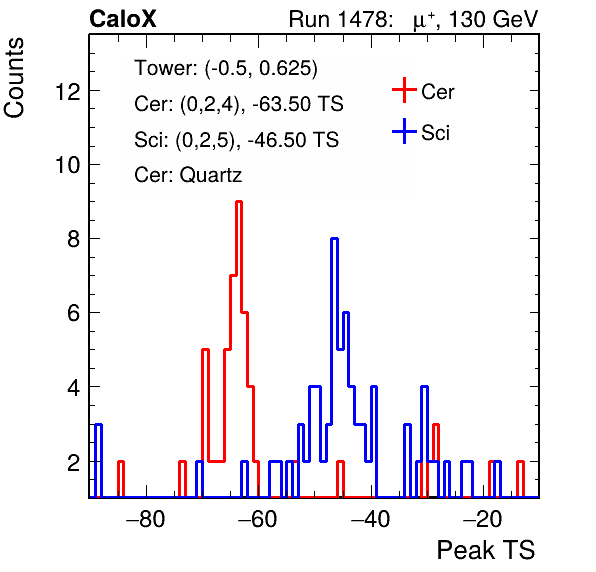 CaloX Run 1478: μ⁺, 130 GeV
Counts
Tower: (-0.5, 0.625)
Cer: (0,2,4), -63.50 TS
Sci: (0,2,5), -46.50 TS
Cer: Quartz
Cer
Sci
12
10
8
6
4
2
−80 −60 −40 −20
Peak TS